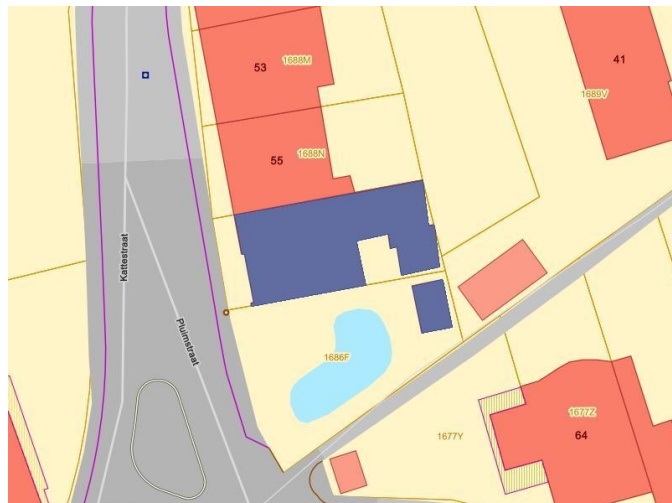 53
1688M
41
1689V
55
1688N
Kattestraat
Pluimstraat
1686F
1677Z
64
1677Y